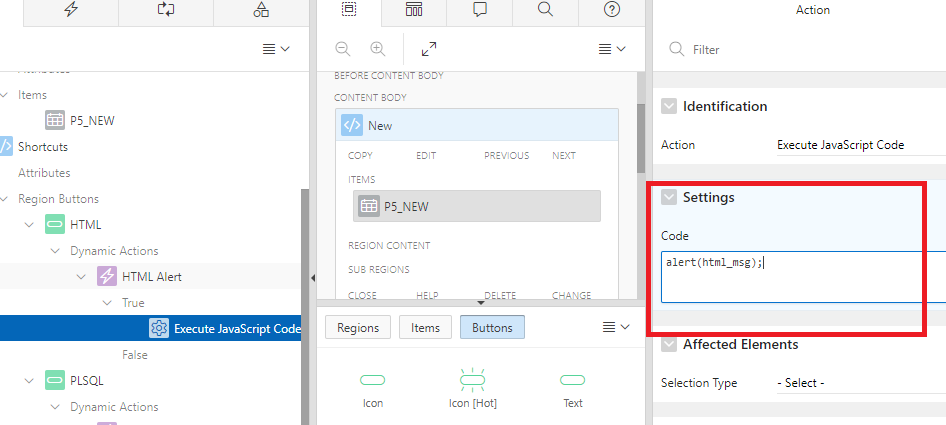 Attributes
Items
P5_NEW
Shortcuts
Attributes
Region Buttons
HTML
Dynamic Actions
HTML Alert
True
Execute JavaScript Code
False
PLSQL
Dynamic Actions
BEFORE CONTENT BODY
CONTENT BODY
New
COPY EDIT PREVIOUS NEXT
ITEMS
P5_NEW
REGION CONTENT
SUB REGIONS
CLOSE HELP DELETE CHANGE
Regions Items Buttons
Icon Icon [Hot] Text
Action
Filter
Identification
Action Execute JavaScript Code
Settings
Code
alert(html_msg);
Affected Elements
Selection Type - Select -